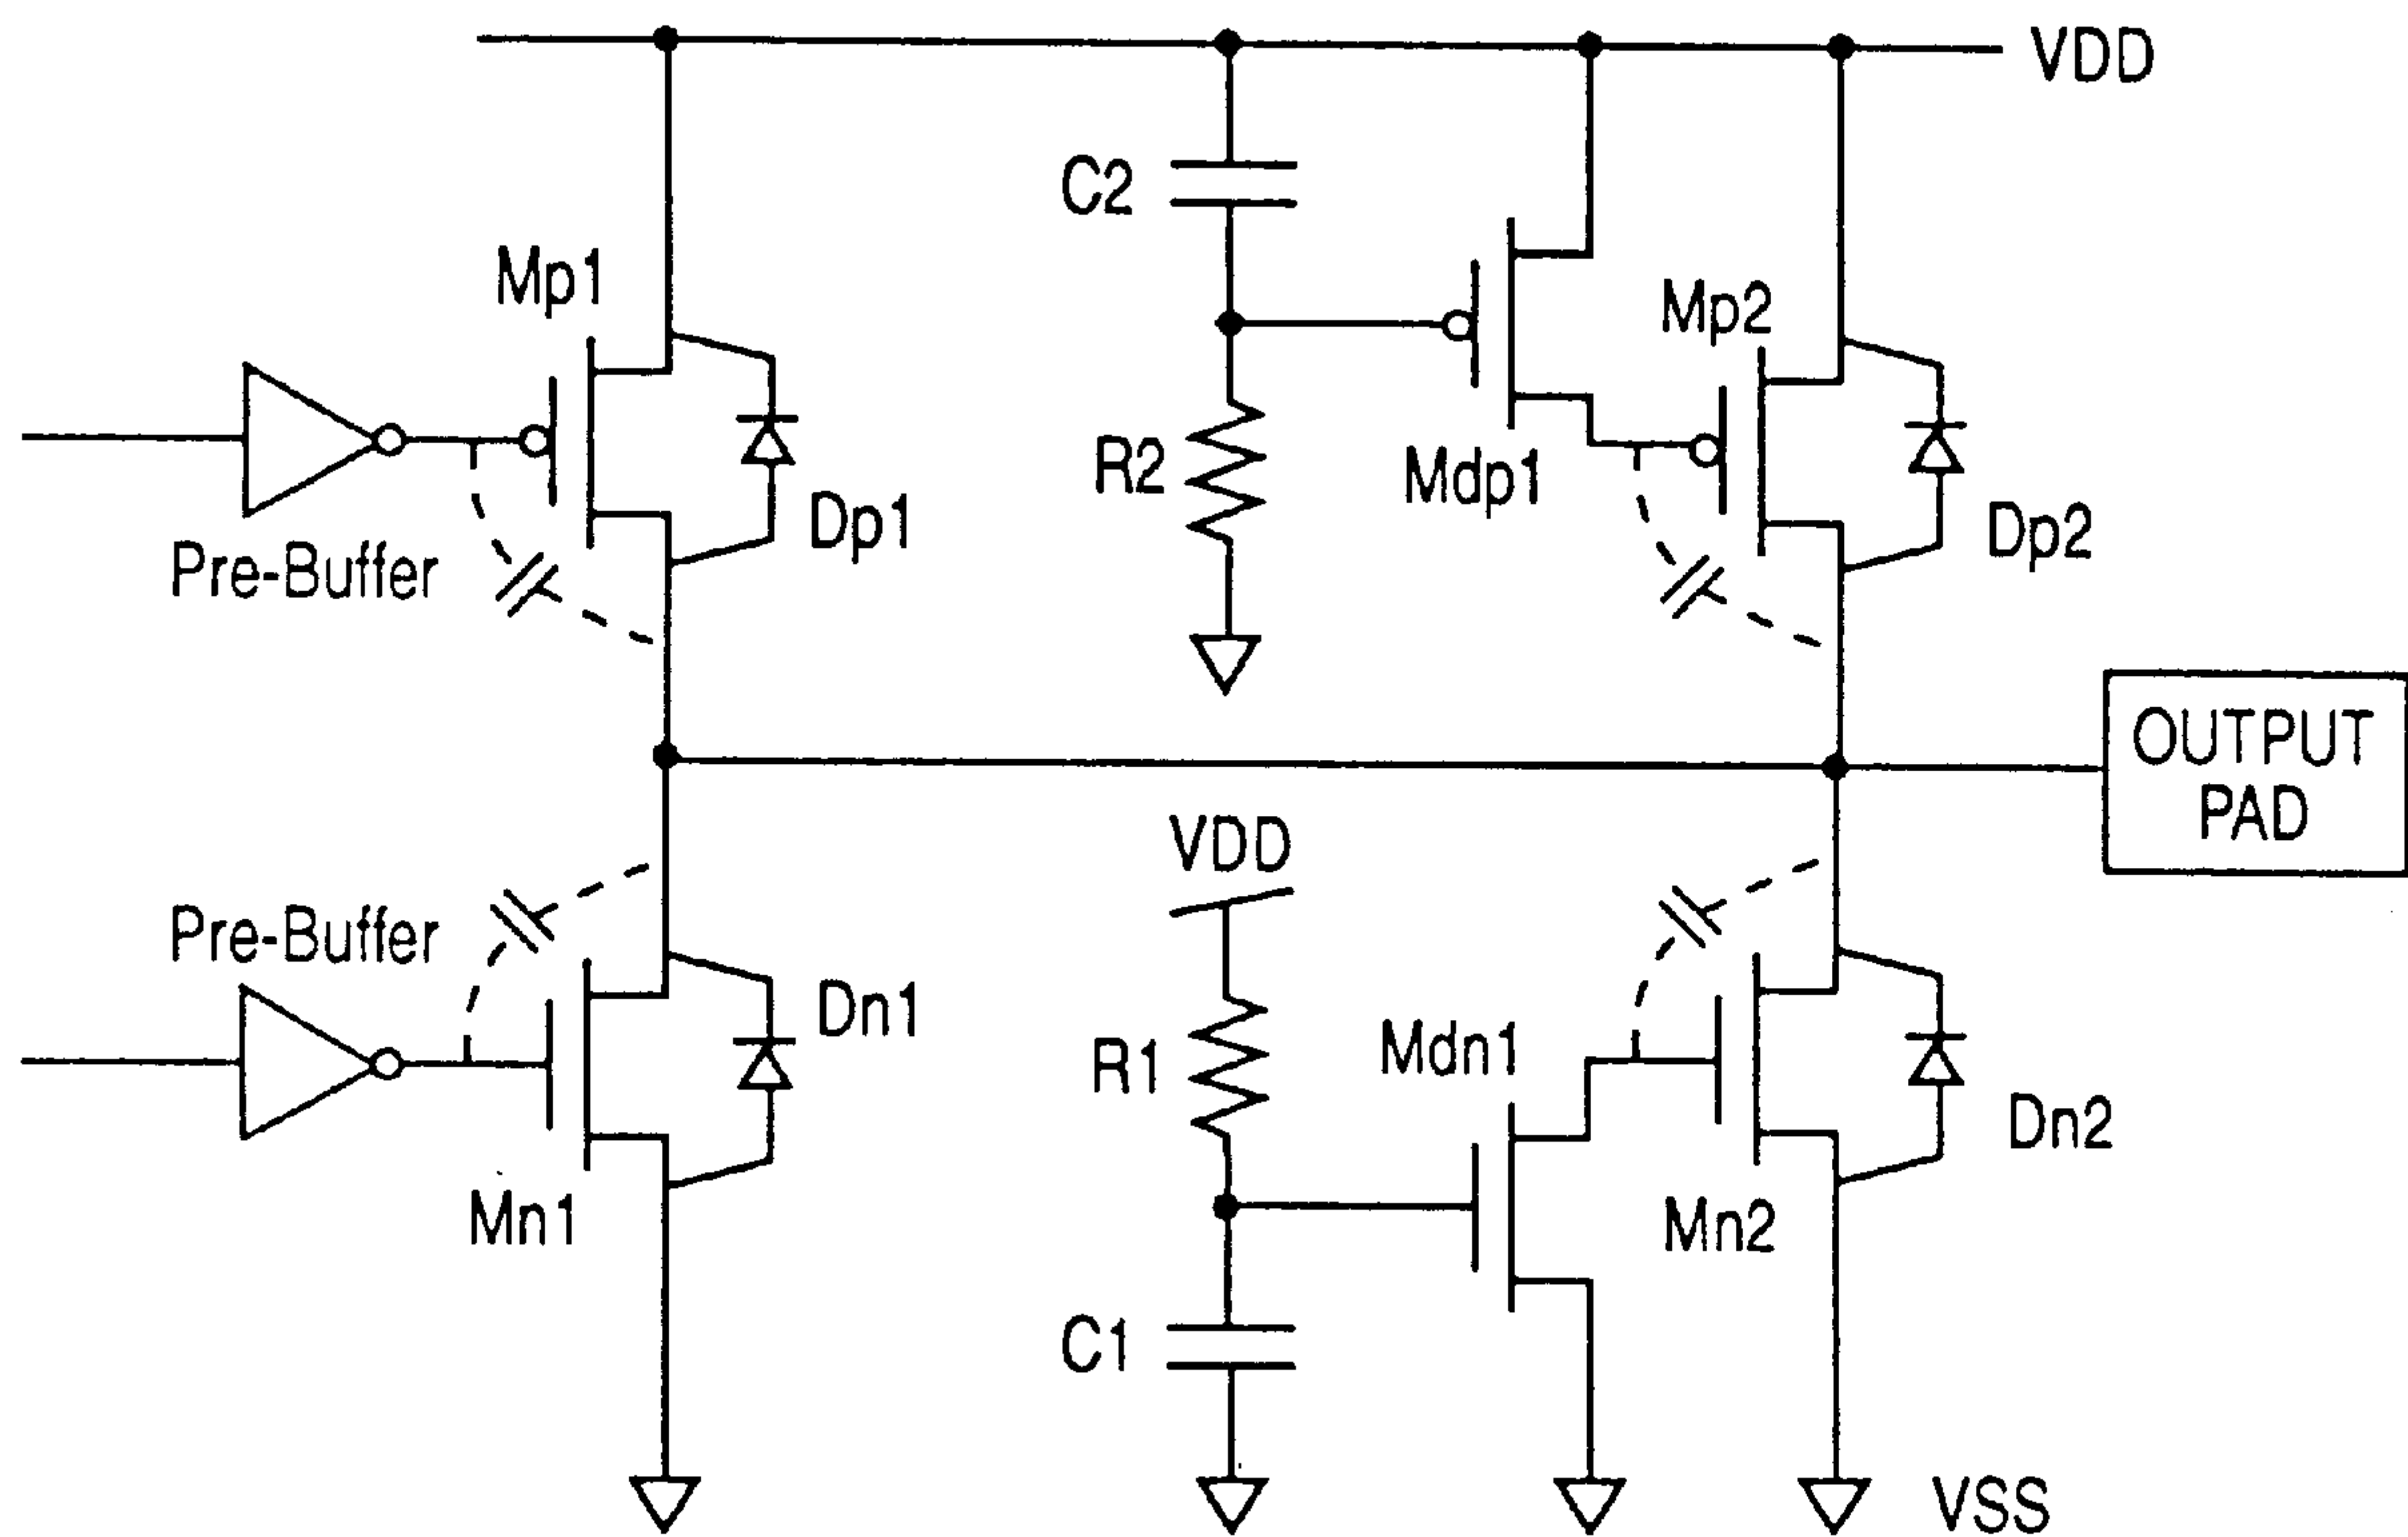 VDD
C2
Mp1
Mp2
R2
Mdp1
Dp1
Dp2
Pre-Buffer
OUTPUT
PAD
VDD
Pre-Buffer
Dn1
R1
Mdn1
Dn2
Mn1
Mn2
C1
VSS